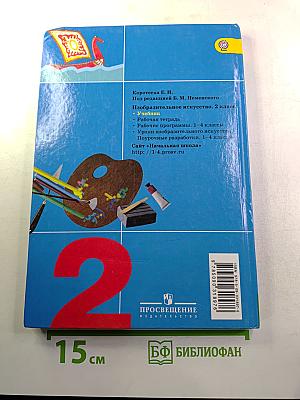 Коротеева Е. И.
Под редакцией Б. М. Неменского
Изобразительное искусство. 2 класс
- Учебник
- Рабочая тетрадь
- Рабочие программы. 1–4 классы
- Уроки изобразительного искусства.
Поурочные разработки. 1–4 классы
Сайт «Начальная школа»
http: //1-4.prosv.ru
2
ПРОСВЕЩЕНИЕ
ИЗДАТЕЛЬСТВО
15 см
БФ БИБЛИОФАН